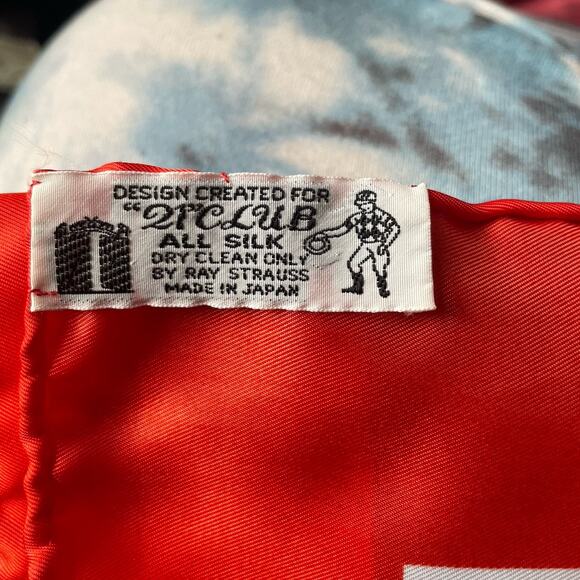 DESIGN CREATED FOR
"21"CLUB
ALL SILK
DRY CLEAN ONLY
BY RAY STRAUSS
MADE IN JAPAN